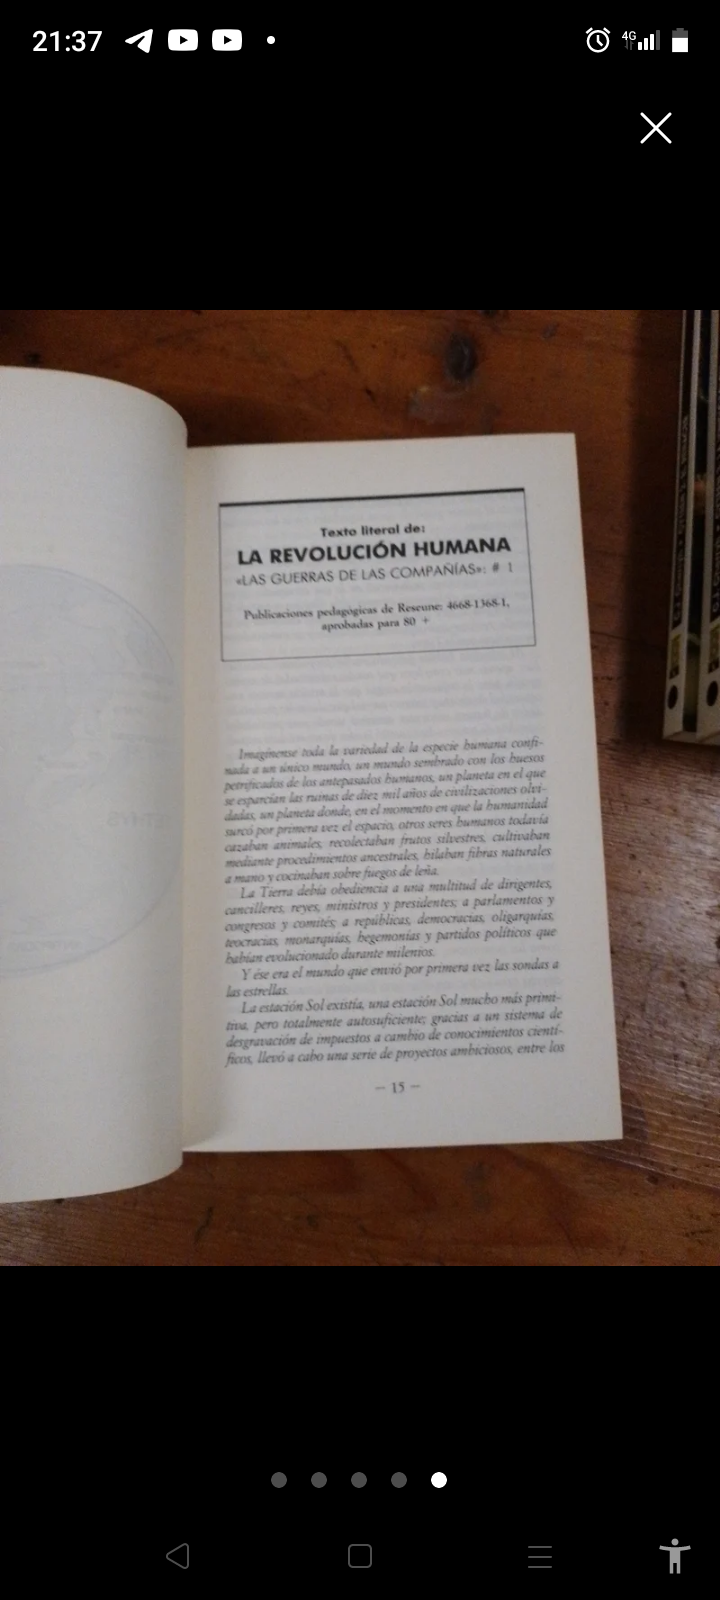 21:37
4G
Texto literal de:
LA REVOLUCIÓN HUMANA
«LAS GUERRAS DE LAS COMPAÑÍAS»: # 1
Publicaciones pedagógicas de Reseune: 4668-1368-1,
aprobadas para 80 +
Imagínense toda la variedad de la especie humana confi-
nada a un único mundo, un mundo sembrado con los huesos
petrificados de los antepasados humanos, un planeta en el que
se esparcían las ruinas de diez mil años de civilizaciones olvi-
dadas, un planeta donde, en el momento en que la humanidad
surcó por primera vez el espacio, otros seres humanos todavía
cazaban animales, recolectaban frutos silvestres, cultivaban
mediante procedimientos ancestrales, hilaban fibras naturales
a mano y cocinaban sobre fuegos de leña.
La Tierra debía obediencia a una multitud de dirigentes,
cancilleres, reyes, ministros y presidentes; a parlamentos y
congresos y comités; a repúblicas, democracias, oligarquías,
teocracias, monarquías, hegemonías y partidos políticos que
habían evolucionado durante milenios.
Y ése era el mundo que envió por primera vez las sondas a
las estrellas.
La estación Sol existía, una estación Sol mucho más primi-
tiva, pero totalmente autosuficiente; gracias a un sistema de
desgravación de impuestos a cambio de conocimientos cientí-
ficos, llevó a cabo una serie de proyectos ambiciosos, entre los
— 15 —